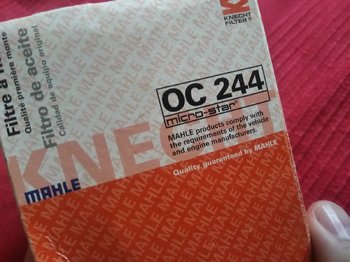 KNECHT
FILTER
Filtre à
Qualité première monte
Filtro de aceite
Calidad de equipo original
OC 244
micro-star
MAHLE products comply with
the requirements of the vehicle
and engine manufacturers.
KNECHT
Quality guaranteed by MAHLE
MAHLE